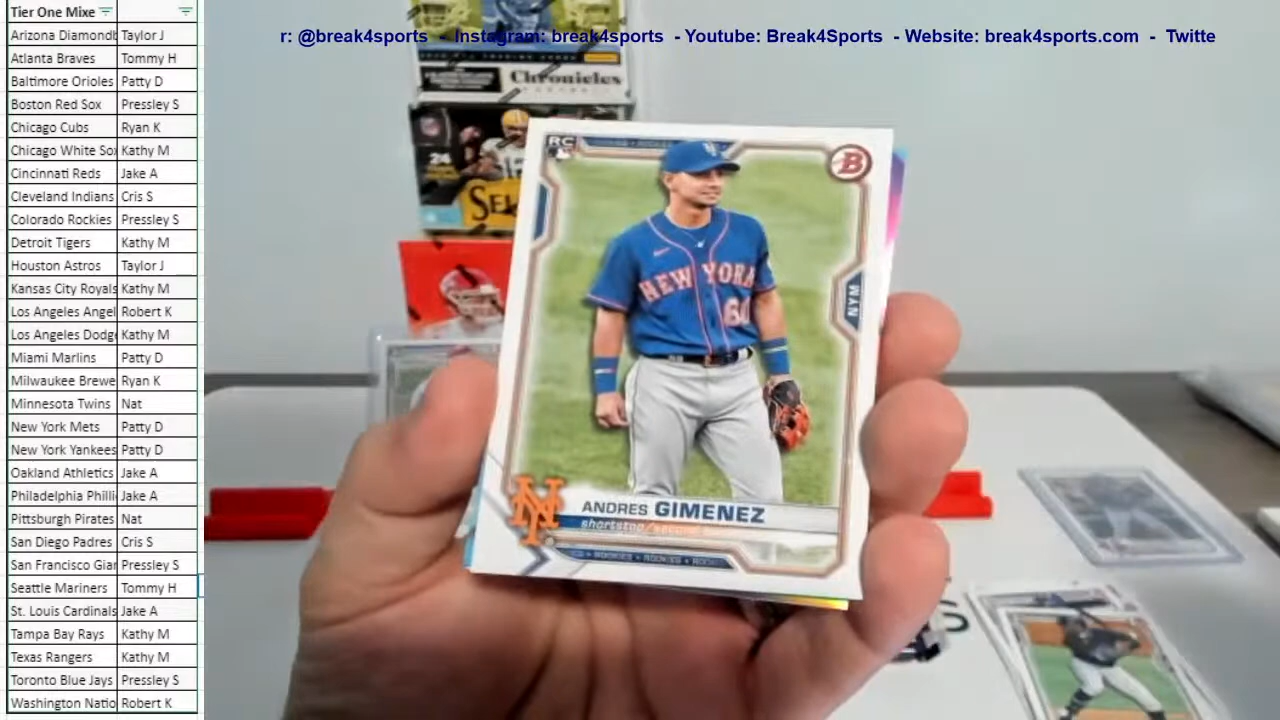 Tier One Mixe
Arizona Diamondb Taylor J
Atlanta Braves Tommy H
Baltimore Orioles Patty D
Boston Red Sox Pressley S
Chicago Cubs Ryan K
Chicago White Sox Kathy M
Cincinnati Reds Jake A
Cleveland Indians Cris S
Colorado Rockies Pressley S
Detroit Tigers Kathy M
Houston Astros Taylor J
Kansas City Royals Kathy M
Los Angeles Angel Robert K
Los Angeles Dodge Kathy M
Miami Marlins Patty D
Milwaukee Brewe Ryan K
Minnesota Twins Nat
New York Mets Patty D
New York Yankees Patty D
Oakland Athletics Jake A
Philadelphia Philli Jake A
Pittsburgh Pirates Nat
San Diego Padres Cris S
San Francisco Gian Pressley S
Seattle Mariners Tommy H
St. Louis Cardinals Jake A
Tampa Bay Rays Kathy M
Texas Rangers Kathy M
Toronto Blue Jays Pressley S
Washington Natio Robert K
r: @break4sports - Instagram: break4sports - Youtube: Break4Sports - Website: break4sports.com - Twitte
Chronicles
24
SEL
RC
B
NEW YORK
60
NYM
NY
ANDRES GIMENEZ
shortstop/second
ROOKIES • ROOKIES
S